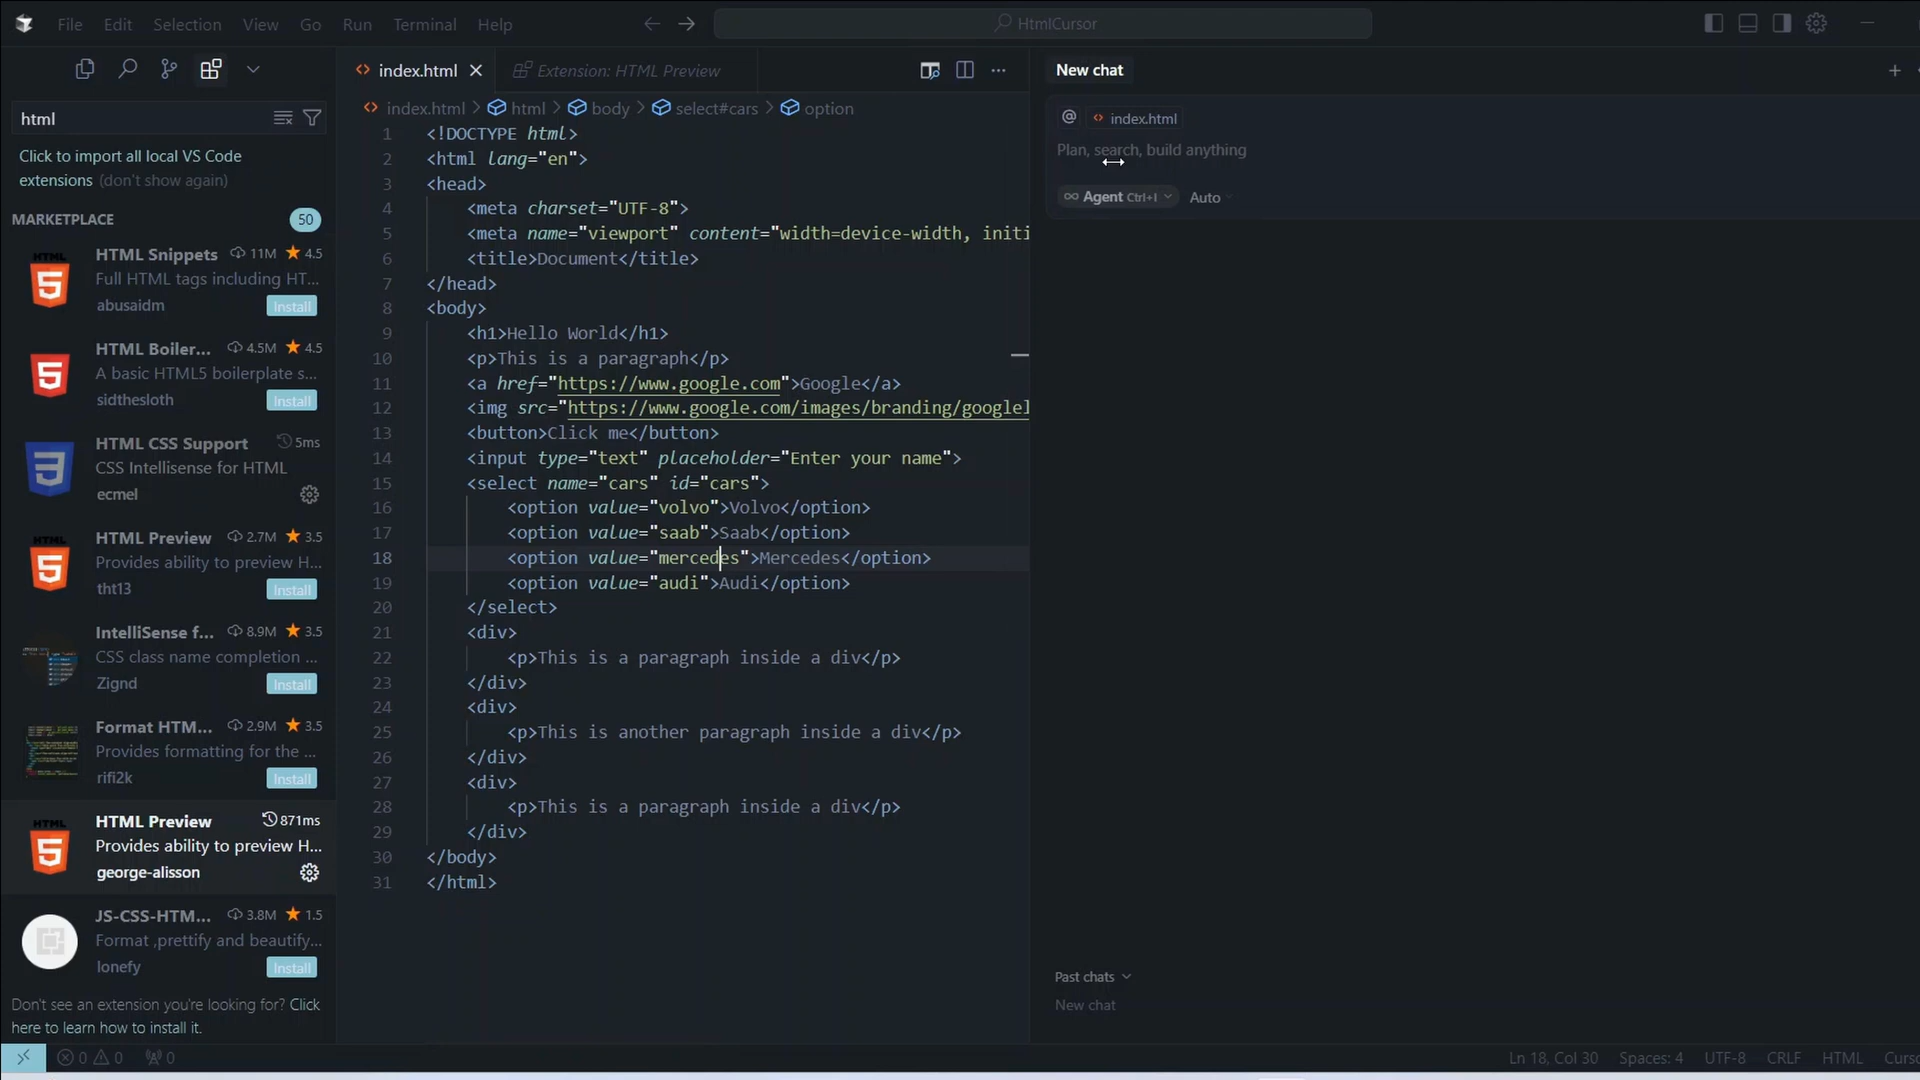 File Edit Selection View Go Run Terminal Help
HtmlCursor
html
Click to import all local VS Code
extensions (don't show again)
MARKETPLACE 50
HTML Snippets 11M 4.5
Full HTML tags including HT...
abusaidm Install
HTML Boiler... 4.5M 4.5
A basic HTML5 boilerplate s...
sidthesloth Install
HTML CSS Support 5ms
CSS Intellisense for HTML
ecmel
HTML Preview 2.7M 3.5
Provides ability to preview H...
tht13 Install
IntelliSense f... 8.9M 3.5
CSS class name completion ...
Zignd Install
Format HTM... 2.9M 3.5
Provides formatting for the ...
rifi2k Install
HTML Preview 871ms
Provides ability to preview H...
george-alisson
JS-CSS-HTM... 3.8M 1.5
Format ,prettify and beautify...
lonefy Install
Don't see an extension you're looking for? Click
here to learn how to install it.
index.html Extension: HTML Preview
index.html > html > body > select#cars > option
1 <!DOCTYPE html>
2 <html lang="en">
3 <head>
4 <meta charset="UTF-8">
5 <meta name="viewport" content="width=device-width, initi
6 <title>Document</title>
7 </head>
8 <body>
9 <h1>Hello World</h1>
10 <p>This is a paragraph</p>
11 <a href="https://www.google.com">Google</a>
12 <img src="https://www.google.com/images/branding/googlel
13 <button>Click me</button>
14 <input type="text" placeholder="Enter your name">
15 <select name="cars" id="cars">
16 <option value="volvo">Volvo</option>
17 <option value="saab">Saab</option>
18 <option value="mercedes">Mercedes</option>
19 <option value="audi">Audi</option>
20 </select>
21 <div>
22 <p>This is a paragraph inside a div</p>
23 </div>
24 <div>
25 <p>This is another paragraph inside a div</p>
26 </div>
27 <div>
28 <p>This is a paragraph inside a div</p>
29 </div>
30 </body>
31 </html>
New chat
@ index.html
Plan, search, build anything
Agent Ctrl+I Auto
Past chats
New chat
0 0 0 Ln 18, Col 30 Spaces: 4 UTF-8 CRLF HTML Curso